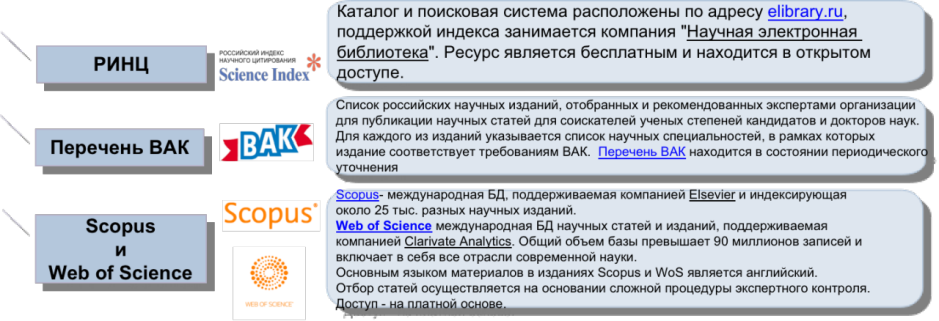 Каталог и поисковая система расположены по адресу elibrary.ru,
поддержкой индекса занимается компания "Научная электронная
библиотека". Ресурс является бесплатным и находится в открытом
доступе.
РИНЦ
РОССИЙСКИЙ ИНДЕКС
НАУЧНОГО ЦИТИРОВАНИЯ
Science Index
Перечень ВАК
ВАК
Список российских научных изданий, отобранных и рекомендованных экспертами организации
для публикации научных статей для соискателей ученых степеней кандидатов и докторов наук.
Для каждого из изданий указывается список научных специальностей, в рамках которых
издание соответствует требованиям ВАК. Перечень ВАК находится в состоянии периодического
уточнения
Scopus
и
Web of Science
Scopus
WEB OF SCIENCE
Scopus- международная БД, поддерживаемая компанией Elsevier и индексирующая
около 25 тыс. разных научных изданий.
Web of Science международная БД научных статей и изданий, поддерживаемая
компанией Clarivate Analytics. Общий объем базы превышает 90 миллионов записей и
включает в себя все отрасли современной науки.
Основным языком материалов в изданиях Scopus и WoS является английский.
Отбор статей осуществляется на основании сложной процедуры экспертного контроля.
Доступ - на платной основе.